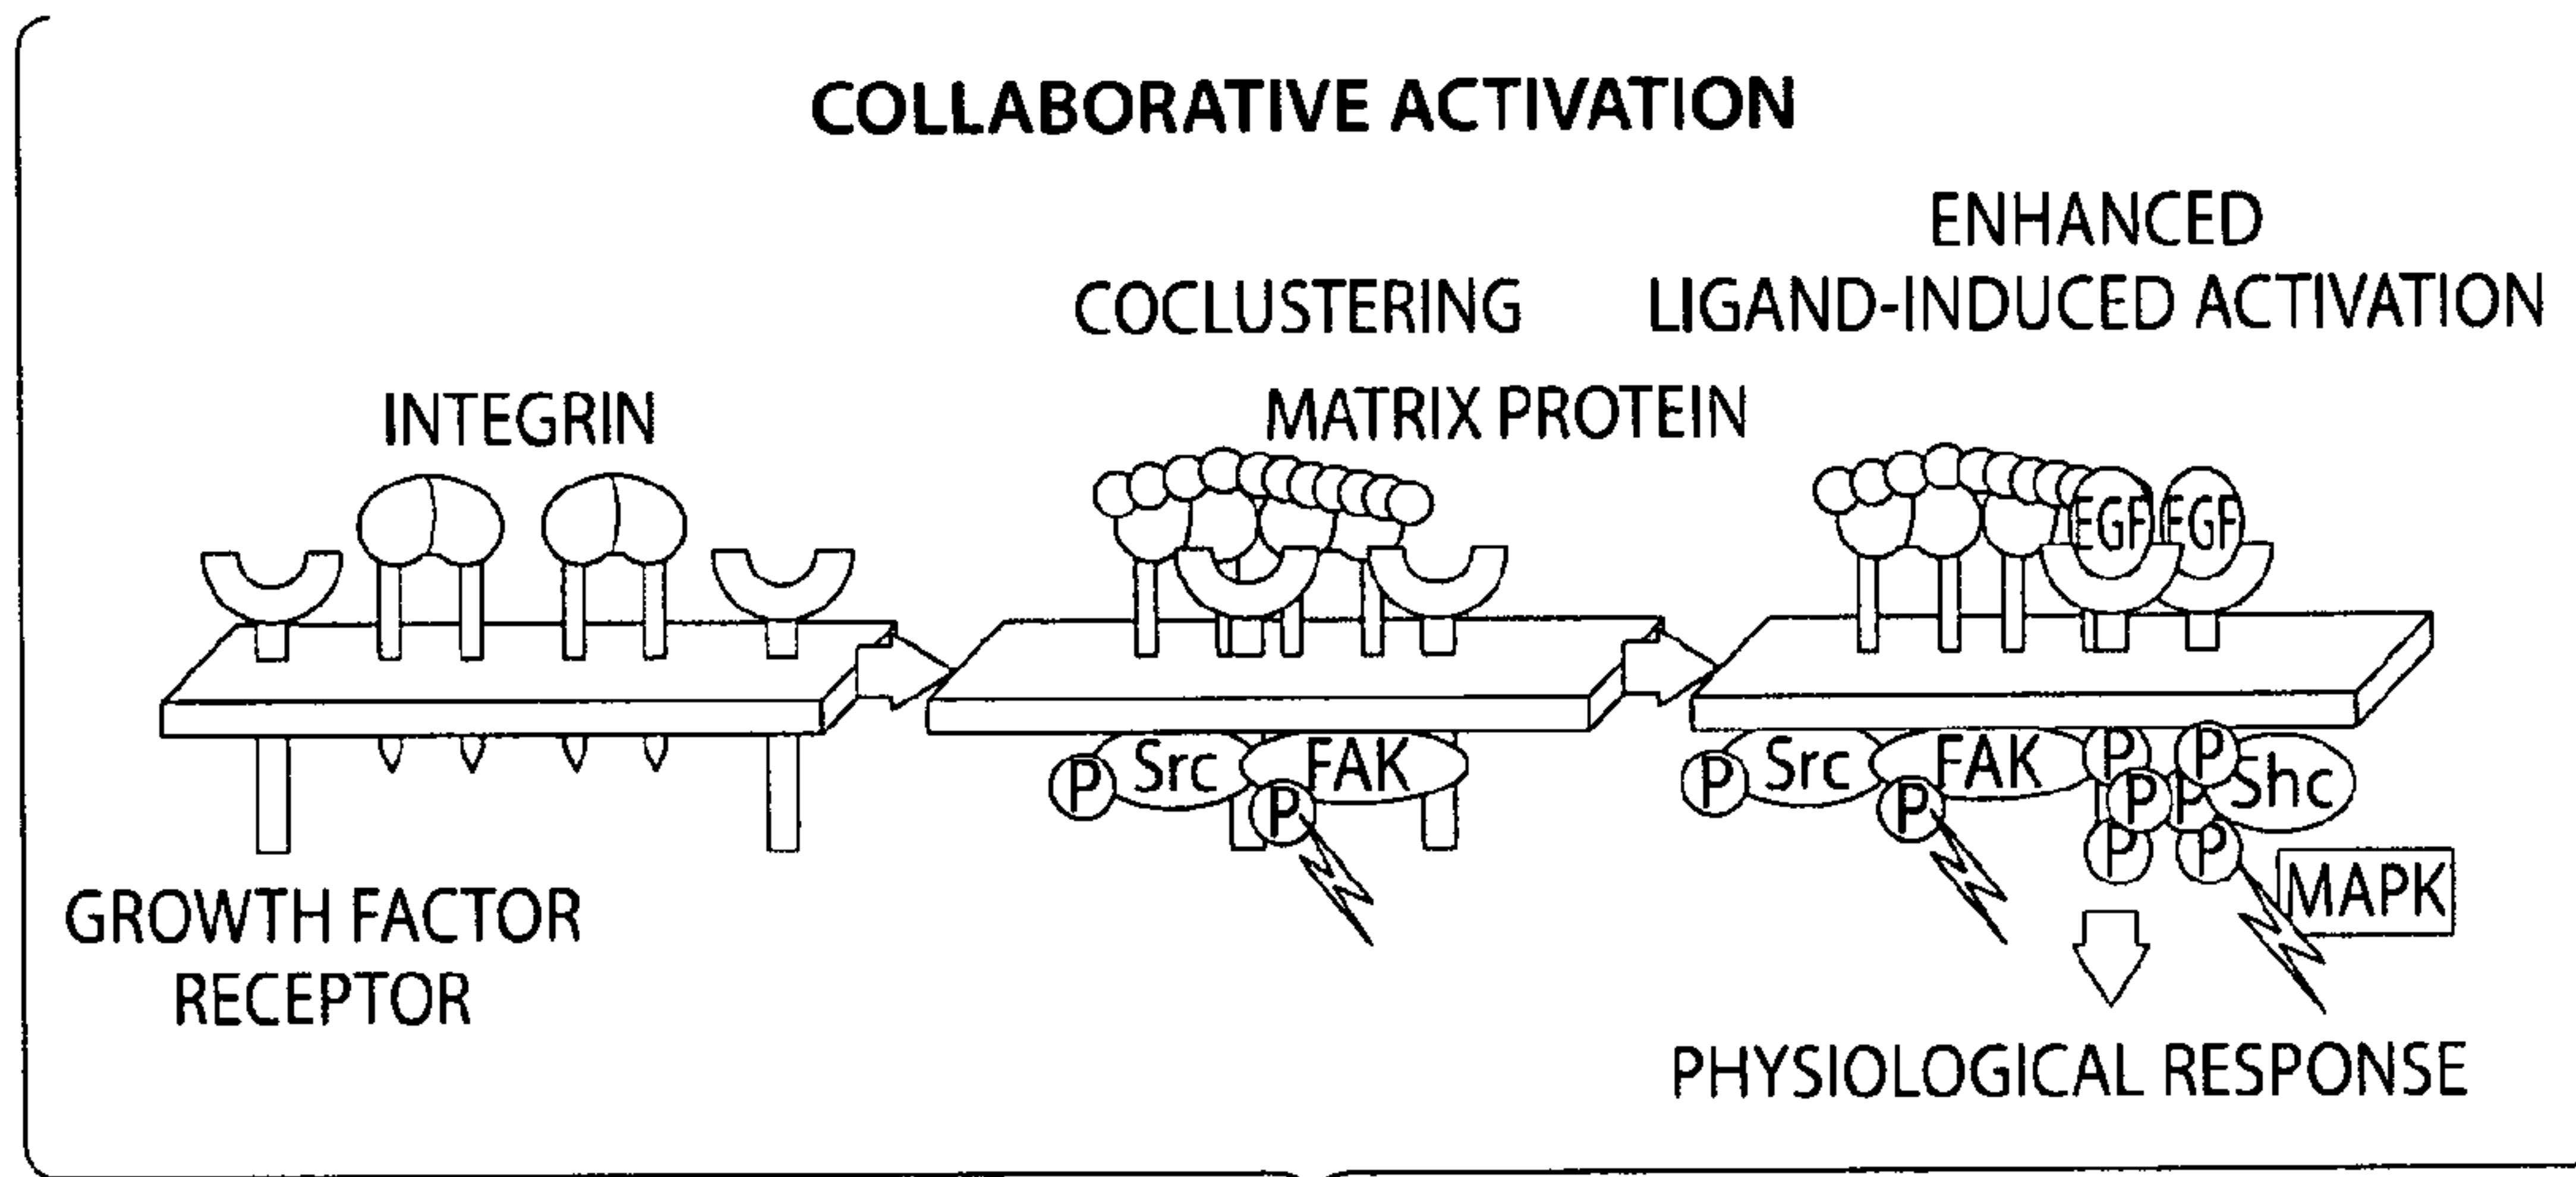 COLLABORATIVE ACTIVATION
ENHANCED
LIGAND-INDUCED ACTIVATION
COCLUSTERING
MATRIX PROTEIN
INTEGRIN
EGF EGF
P Src FAK P
P Src FAK P P P P Shc
P P P
MAPK
GROWTH FACTOR
RECEPTOR
PHYSIOLOGICAL RESPONSE